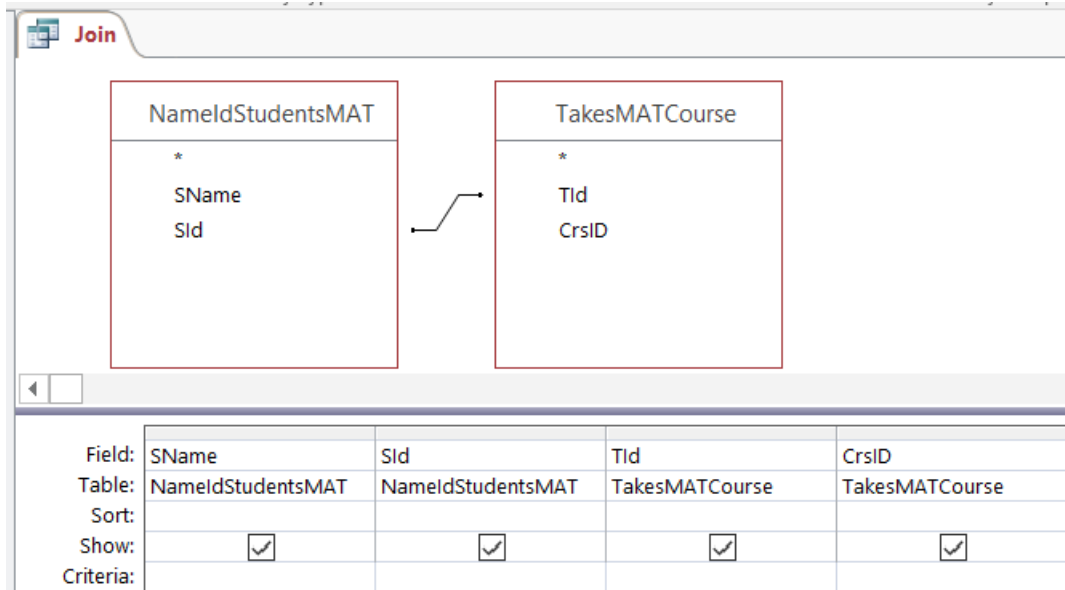 Join
NameIdStudentsMAT
*
SName
SId
TakesMATCourse
*
TId
CrsID
Field: SName SId TId CrsID
Table: NameIdStudentsMAT NameIdStudentsMAT TakesMATCourse TakesMATCourse
Sort:
Show:
Criteria: